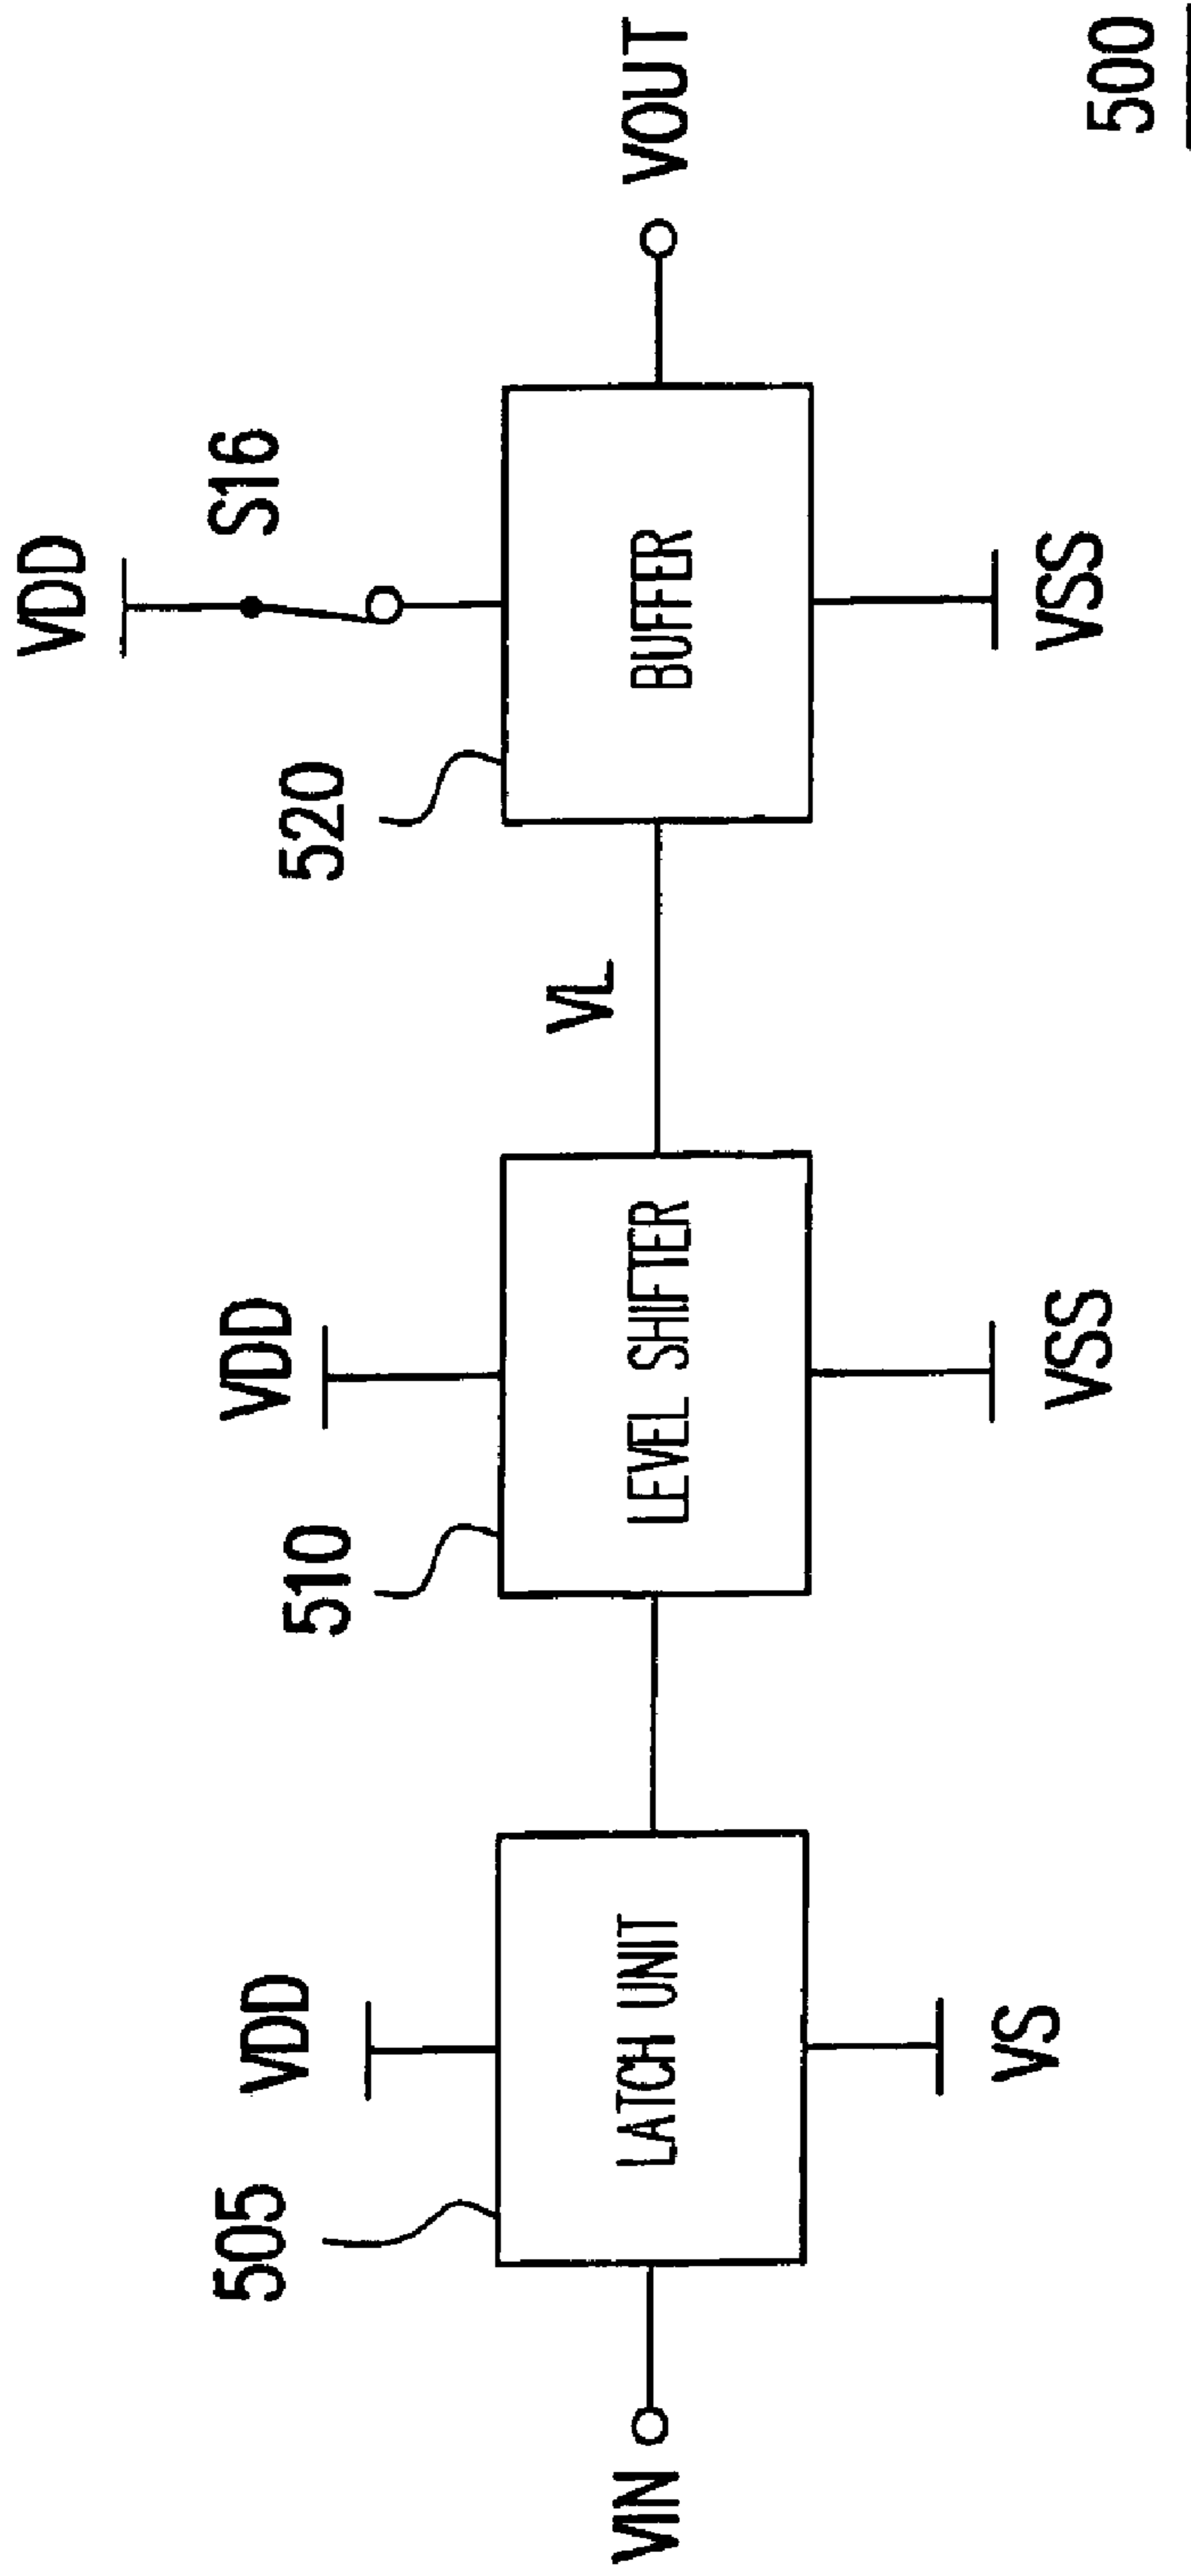 VDD
S16
VDD
520
VDD
510
505
VL
VIN
LATCH UNIT
LEVEL SHIFTER
BUFFER
VOUT
VS
VSS
VSS
500